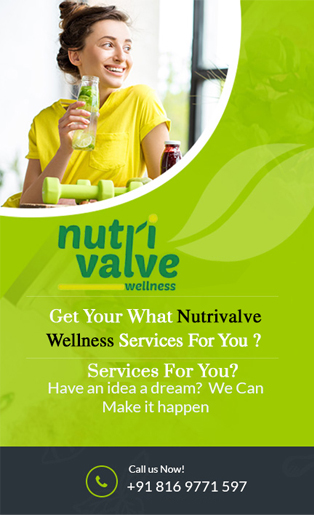 nutri
valve
wellness
Get Your What Nutrivalve
Wellness Services For You ?
Services For You?
Have an idea a dream? We Can
Make it happen
Call us Now!
+91 816 9771 597